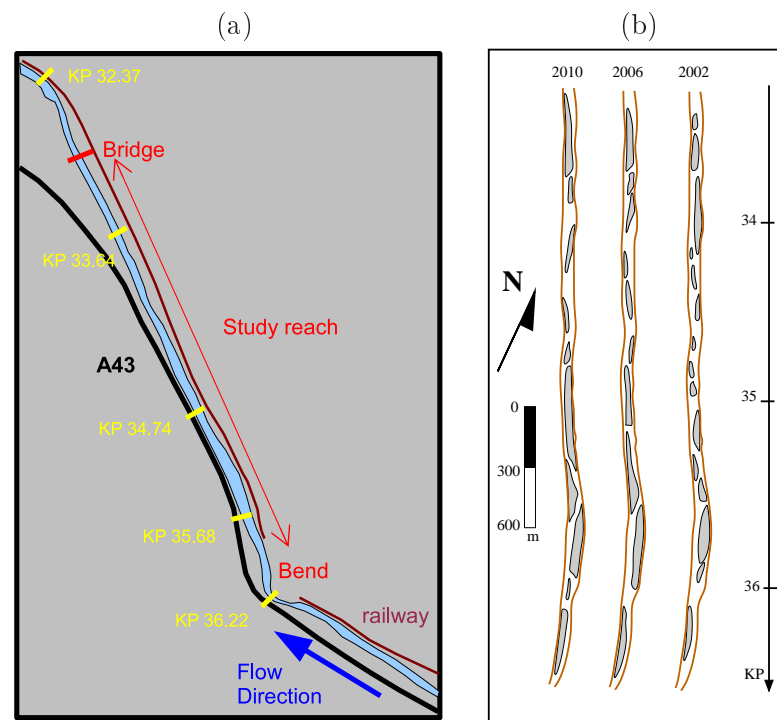 (a)
KP 32.37
Bridge
KP 33.64
Study reach
A43
KP 34.74
KP 35.68
Bend
KP 36.22
railway
Flow
Direction
(b)
2010 2006 2002
34
N
35
0
300
600
m
36
KP